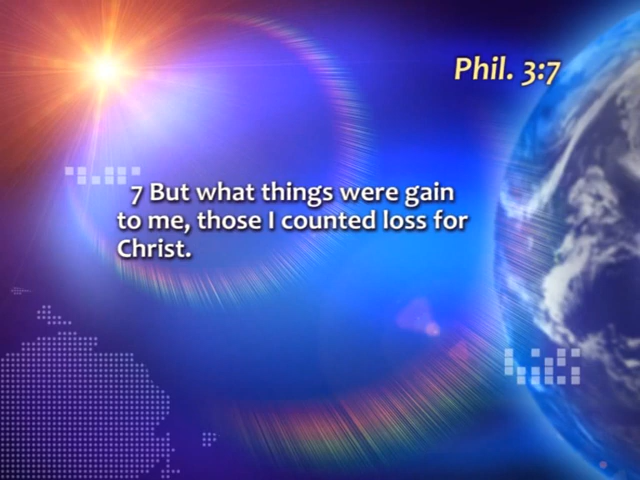 Phil. 3:7
7 But what things were gain
to me, those I counted loss for
Christ.